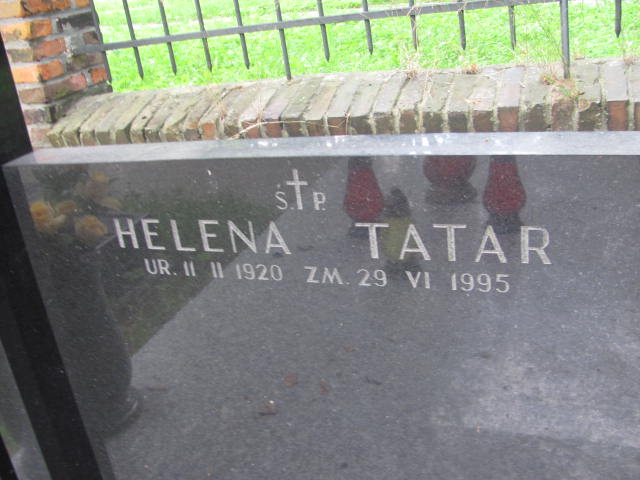 Ś.†P.
HELENA TATAR
UR. 11 II 1920 ZM. 29 VI 1995